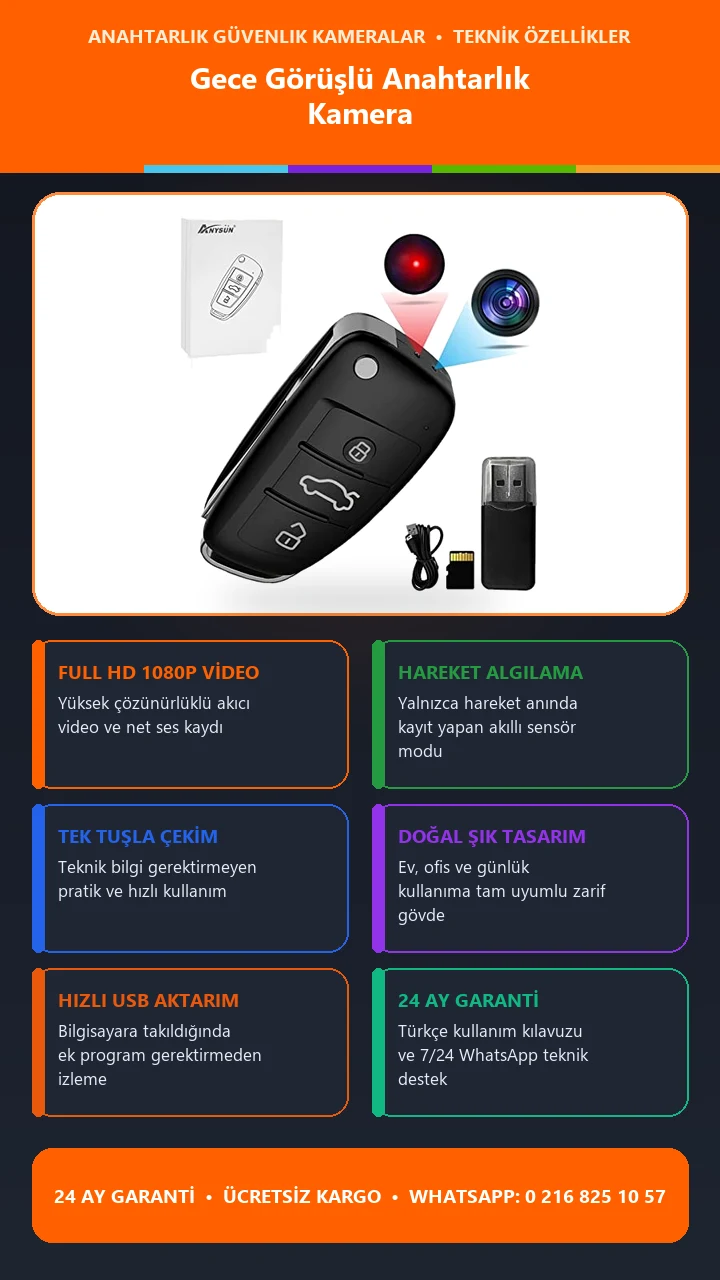 ANAHTARLIK GÜVENLIK KAMERALAR • TEKNİK ÖZELLİKLER
Gece Görüşlü Anahtarlık
Kamera
ANYSUN
FULL HD 1080P VİDEO
Yüksek çözünürlüklü akıcı
video ve net ses kaydı
HAREKET ALGILAMA
Yalnızca hareket anında
kayıt yapan akıllı sensör
modu
TEK TUŞLA ÇEKİM
Teknik bilgi gerektirmeyen
pratik ve hızlı kullanım
DOĞAL ŞIK TASARIM
Ev, ofis ve günlük
kullanıma tam uyumlu zarif
gövde
HIZLI USB AKTARIM
Bilgisayara takıldığında
ek program gerektirmeden
izleme
24 AY GARANTİ
Türkçe kullanım kılavuzu
ve 7/24 WhatsApp teknik
destek
24 AY GARANTİ • ÜCRETSİZ KARGO • WHATSAPP: 0 216 825 10 57